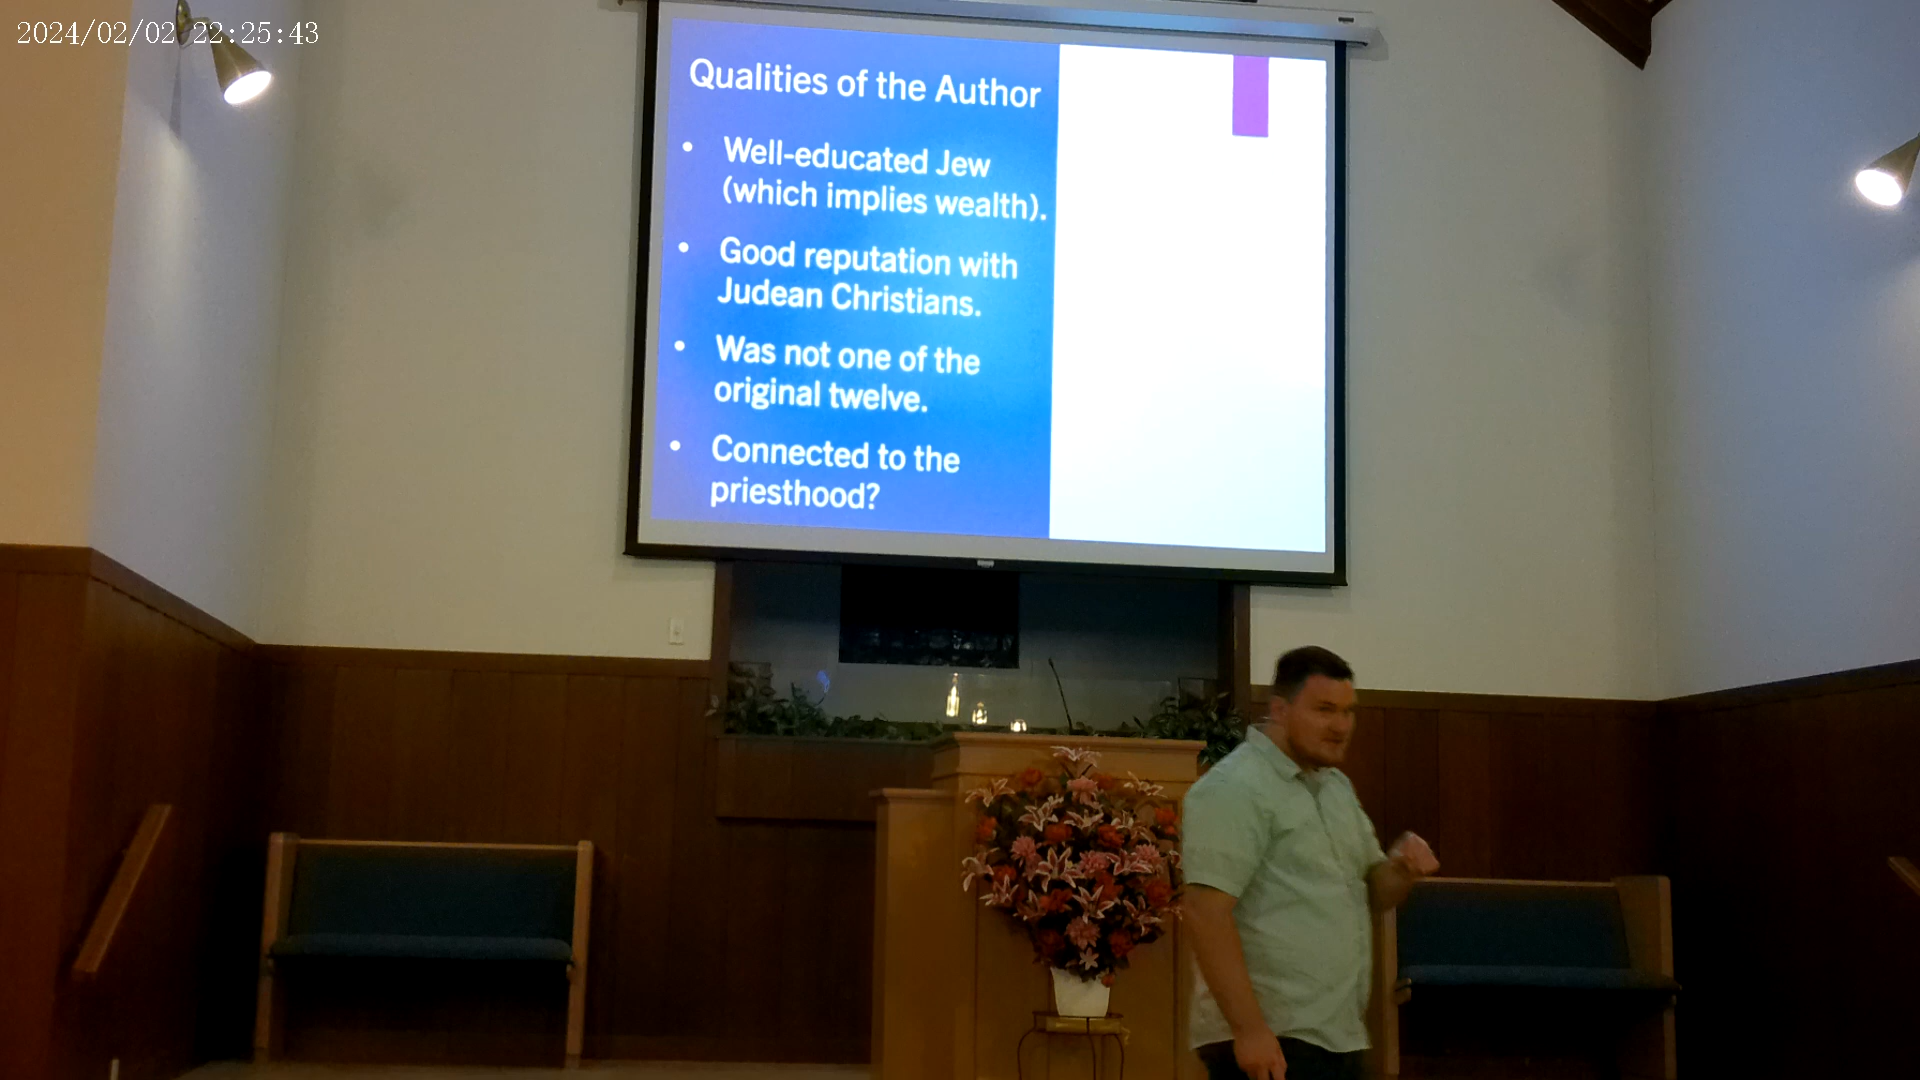 2024/02/02 22:25:43
Qualities of the Author
• Well-educated Jew
(which implies wealth).
• Good reputation with
Judean Christians.
• Was not one of the
original twelve.
• Connected to the
priesthood?